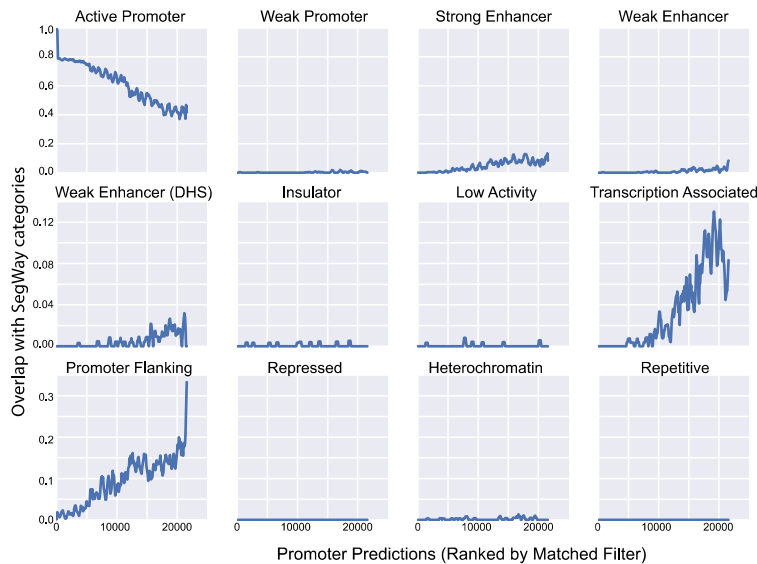 Active Promoter Weak Promoter Strong Enhancer Weak Enhancer
1.0
0.8
0.6
0.4
0.2
0.0
Weak Enhancer (DHS) Insulator Low Activity Transcription Associated
0.12
0.08
0.04
0.00
Promoter Flanking Repressed Heterochromatin Repetitive
0.3
0.2
0.1
0.0
0 10000 20000 0 10000 20000 0 10000 20000 0 10000 20000
Promoter Predictions (Ranked by Matched Filter)
Overlap with SegWay categories